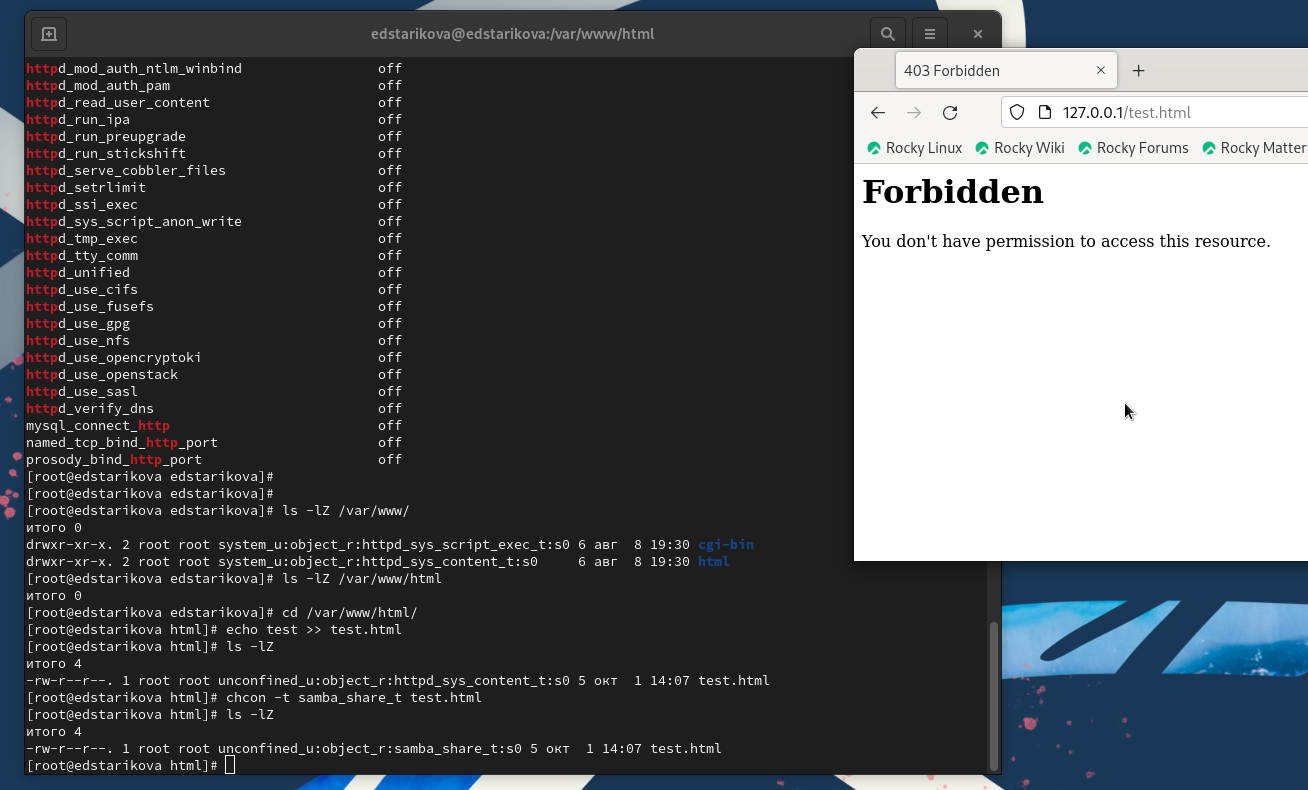 edstarikova@edstarikova:/var/www/html
httpd_mod_auth_ntlm_winbind off
httpd_mod_auth_pam off
httpd_read_user_content off
httpd_run_ipa off
httpd_run_preupgrade off
httpd_run_stickshift off
httpd_serve_cobbler_files off
httpd_setrlimit off
httpd_ssi_exec off
httpd_sys_script_anon_write off
httpd_tmp_exec off
httpd_tty_comm off
httpd_unified off
httpd_use_cifs off
httpd_use_fusefs off
httpd_use_gpg off
httpd_use_nfs off
httpd_use_opencryptoki off
httpd_use_openstack off
httpd_use_sasl off
httpd_verify_dns off
mysql_connect_http off
named_tcp_bind_http_port off
prosody_bind_http_port off
[root@edstarikova edstarikova]#
[root@edstarikova edstarikova]#
[root@edstarikova edstarikova]# ls -lZ /var/www/
итого 0
drwxr-xr-x. 2 root root system_u:object_r:httpd_sys_script_exec_t:s0 6 авг  8 19:30 cgi-bin
drwxr-xr-x. 2 root root system_u:object_r:httpd_sys_content_t:s0     6 авг  8 19:30 html
[root@edstarikova edstarikova]# ls -lZ /var/www/html
итого 0
[root@edstarikova edstarikova]# cd /var/www/html/
[root@edstarikova html]# echo test >> test.html
[root@edstarikova html]# ls -lZ
итого 4
-rw-r--r--. 1 root root unconfined_u:object_r:httpd_sys_content_t:s0 5 окт  1 14:07 test.html
[root@edstarikova html]# chcon -t samba_share_t test.html
[root@edstarikova html]# ls -lZ
итого 4
-rw-r--r--. 1 root root unconfined_u:object_r:samba_share_t:s0 5 окт  1 14:07 test.html
[root@edstarikova html]#
403 Forbidden
127.0.0.1/test.html
Rocky Linux Rocky Wiki Rocky Forums Rocky Matter
Forbidden
You don't have permission to access this resource.